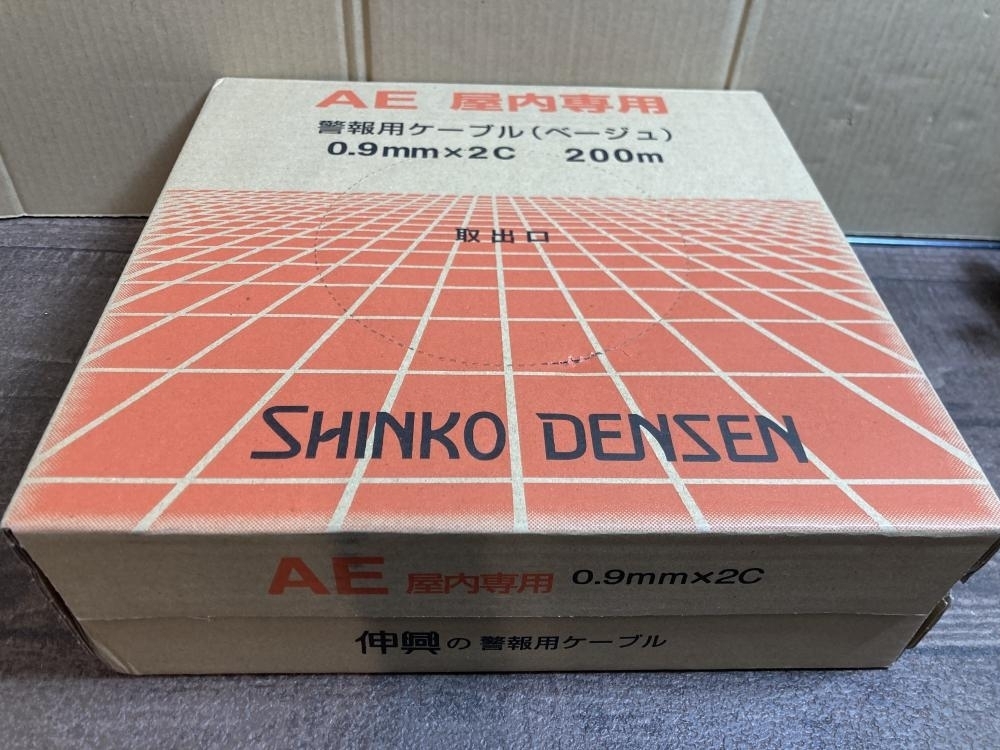 AE 屋内専用
警報用ケーブル(ベージュ)
0.9mm×2C 200m
取出口
SHINKO DENSEN
AE 屋内専用 0.9mm×2C
伸興の警報用ケーブル